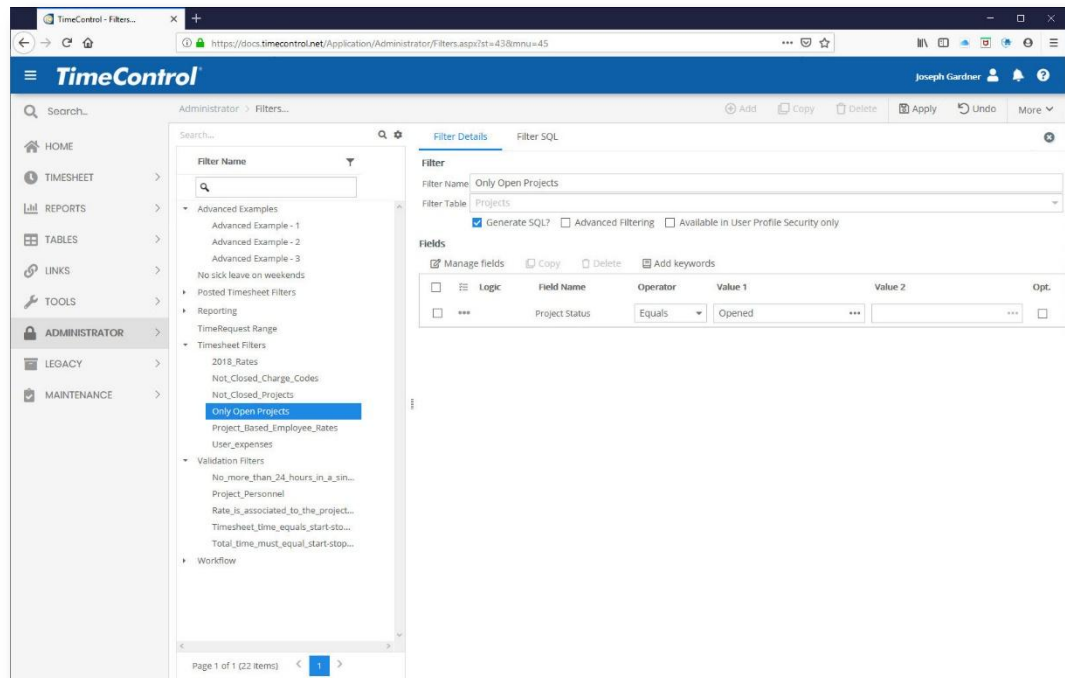 TimeControl - Filters...
https://docs.timecontrol.net/Application/Administrator/Filters.aspx?st=43&mnu=45
TimeControl
Joseph Gardner
Search...
Administrator > Filters...
Add
Copy
Delete
Apply
Undo
More
HOME
TIMESHEET
REPORTS
TABLES
LINKS
TOOLS
ADMINISTRATOR
LEGACY
MAINTENANCE
Search...
Filter Name
Advanced Examples
Advanced Example - 1
Advanced Example - 2
Advanced Example - 3
No sick leave on weekends
Posted Timesheet Filters
Reporting
TimeRequest Range
Timesheet Filters
2018_Rates
Not_Closed_Charge_Codes
Not_Closed_Projects
Only Open Projects
Project_Based_Employee_Rates
User_expenses
Validation Filters
No_more_than_24_hours_in_a_sin...
Project_Personnel
Rate_is_associated_to_the_project...
Timesheet_time_equals_start-sto...
Total_time_must_equal_start-stop...
Workflow
Page 1 of 1 (22 items) < 1 >
Filter Details Filter SQL
Filter
Filter Name Only Open Projects
Filter Table Projects
Generate SQL? Advanced Filtering Available in User Profile Security only
Fields
Manage fields Copy Delete Add keywords
Logic Field Name Operator Value 1 Value 2 Opt.
Project Status Equals Opened